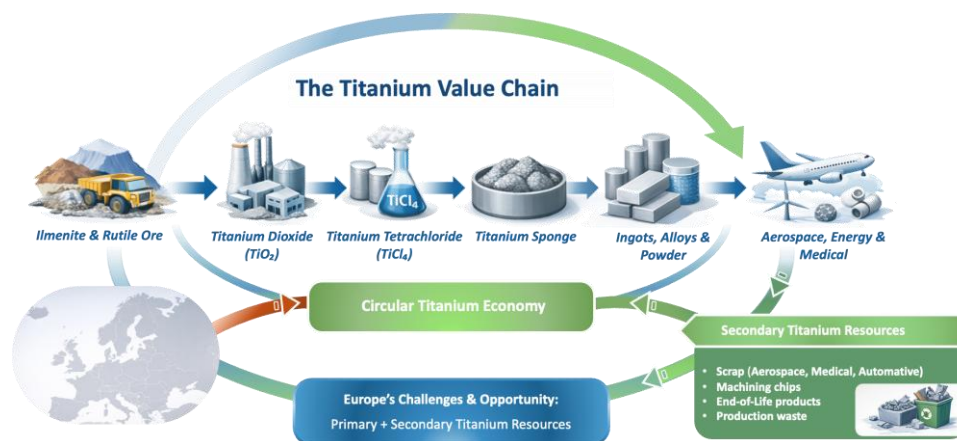 The Titanium Value Chain
TiCl₄
Ilmenite & Rutile Ore
Titanium Dioxide
(TiO₂)
Titanium Tetrachloride
(TiCl₄)
Titanium Sponge
Ingots, Alloys &
Powder
Aerospace, Energy &
Medical
Circular Titanium Economy
Secondary Titanium Resources
• Scrap (Aerospace, Medical, Automative)
• Machining chips
• End-of-Life products
• Production waste
Europe's Challenges & Opportunity:
Primary + Secondary Titanium Resources